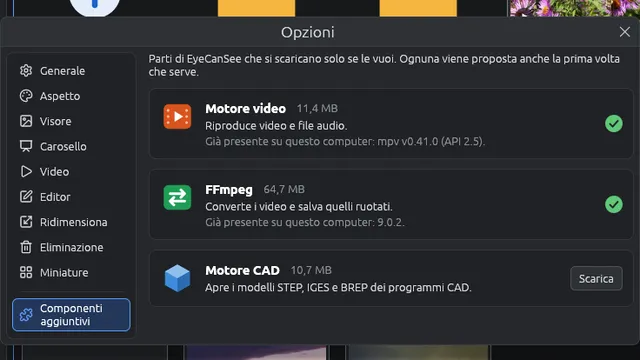 Opzioni
Parti di EyeCanSee che si scaricano solo se le vuoi. Ognuna viene proposta anche la prima volta
che serve.
Generale
Aspetto
Visore
Carosello
Video
Editor
Ridimensiona
Eliminazione
Miniature
Componenti
aggiuntivi
Motore video 11,4 MB
Riproduce video e file audio.
Già presente su questo computer: mpv v0.41.0 (API 2.5).
FFmpeg 64,7 MB
Converte i video e salva quelli ruotati.
Già presente su questo computer: 9.0.2.
Motore CAD 10,7 MB
Apre i modelli STEP, IGES e BREP dei programmi CAD.
Scarica